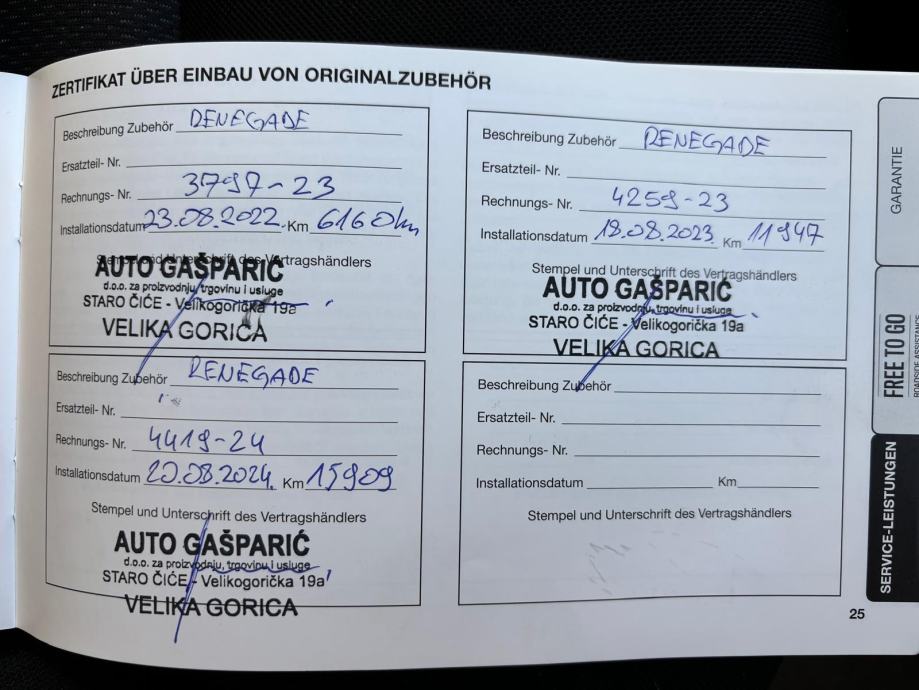 ZERTIFIKAT ÜBER EINBAU VON ORIGINALZUBEHÖR
Beschreibung Zubehör RENEGADE
Ersatzteil- Nr.
Rechnungs- Nr. 3797-23
Installationsdatum 23.08.2022. Km 6160km
Stempel und Unterschrift des Vertragshändlers
AUTO GAŠPARIĆ
d.o.o. za proizvodnju, trgovinu i usluge
STARO ČIĆE - Velikogorička 19a
VELIKA GORICA
Beschreibung Zubehör RENEGADE
Ersatzteil- Nr.
Rechnungs- Nr. 4259-23
Installationsdatum 18.08.2023. Km 11947
Stempel und Unterschrift des Vertragshändlers
AUTO GAŠPARIĆ
d.o.o. za proizvodnju, trgovinu i usluge
STARO ČIĆE - Velikogorička 19a
VELIKA GORICA
Beschreibung Zubehör RENEGADE
Ersatzteil- Nr.
Rechnungs- Nr. 4419-24
Installationsdatum 20.08.2024. Km 15909
Stempel und Unterschrift des Vertragshändlers
AUTO GAŠPARIĆ
d.o.o. za proizvodnju, trgovinu i usluge
STARO ČIĆE - Velikogorička 19a
VELIKA GORICA
Beschreibung Zubehör
Ersatzteil- Nr.
Rechnungs- Nr.
Installationsdatum Km
Stempel und Unterschrift des Vertragshändlers
GARANTIE
FREE TO GO
ROADSIDE ASSISTANCE
SERVICE-LEISTUNGEN
25